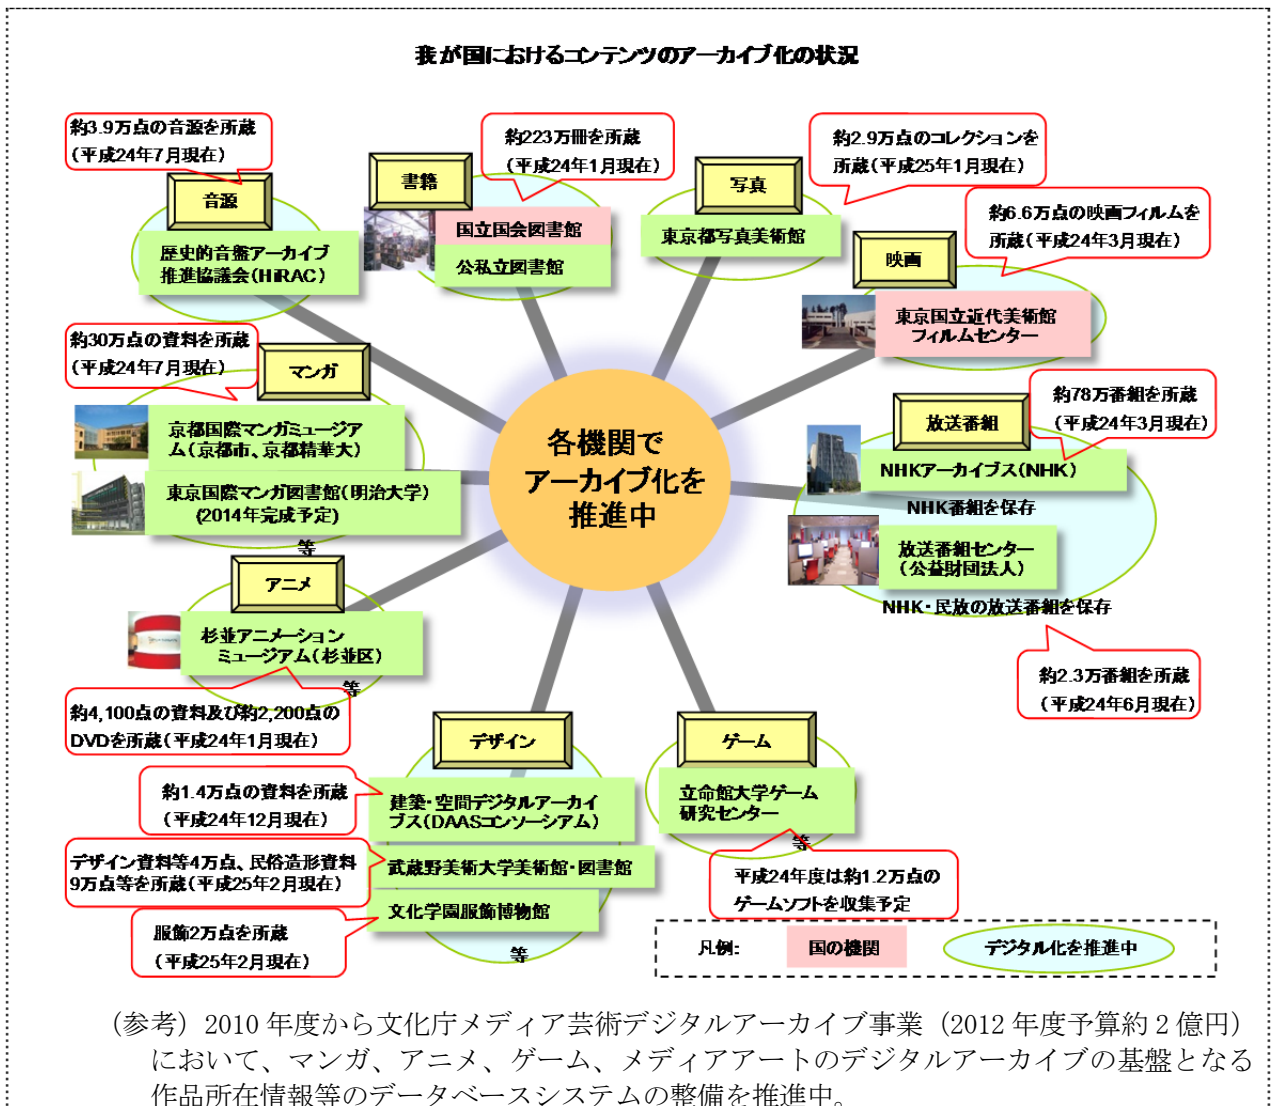 我が国におけるコンテンツのアーカイブ化の状況
約3.9万点の音源を所蔵
（平成24年7月現在）
音源
歴史的音盤アーカイブ
推進協議会（HiRAC）
約223万冊を所蔵
（平成24年1月現在）
書籍
国立国会図書館
公私立図書館
約2.9万点のコレクションを
所蔵（平成25年1月現在）
写真
東京都写真美術館
約6.6万点の映画フィルムを
所蔵（平成24年3月現在）
映画
東京国立近代美術館
フィルムセンター
約30万点の資料を所蔵
（平成24年7月現在）
マンガ
京都国際マンガミュージア
ム（京都市、京都精華大）
東京国際マンガ図書館（明治大学）
(2014年完成予定)
等
各機関で
アーカイブ化を
推進中
約78万番組を所蔵
（平成24年3月現在）
放送番組
NHKアーカイブス（NHK）
NHK番組を保存
放送番組センター
（公益財団法人）
NHK・民放の放送番組を保存
約2.3万番組を所蔵
（平成24年6月現在）
アニメ
杉並アニメーション
ミュージアム（杉並区）
等
約4,100点の資料及び約2,200点の
DVDを所蔵（平成24年1月現在）
デザイン
約1.4万点の資料を所蔵
（平成24年12月現在）
建築・空間デジタルアーカイ
ブス（DAASコンソーシアム）
デザイン資料等4万点、民俗造形資料
9万点等を所蔵（平成25年2月現在）
武蔵野美術大学美術館・図書館
服飾2万点を所蔵
（平成25年2月現在）
文化学園服飾博物館
等
ゲーム
立命館大学ゲーム
研究センター
等
平成24年度は約1.2万点の
ゲームソフトを収集予定
凡例:
国の機関
デジタル化を推進中
（参考）2010年度から文化庁メディア芸術デジタルアーカイブ事業（2012年度予算約２億円）
において、マンガ、アニメ、ゲーム、メディアアートのデジタルアーカイブの基盤となる
作品所在情報等のデータベースシステムの整備を推進中。